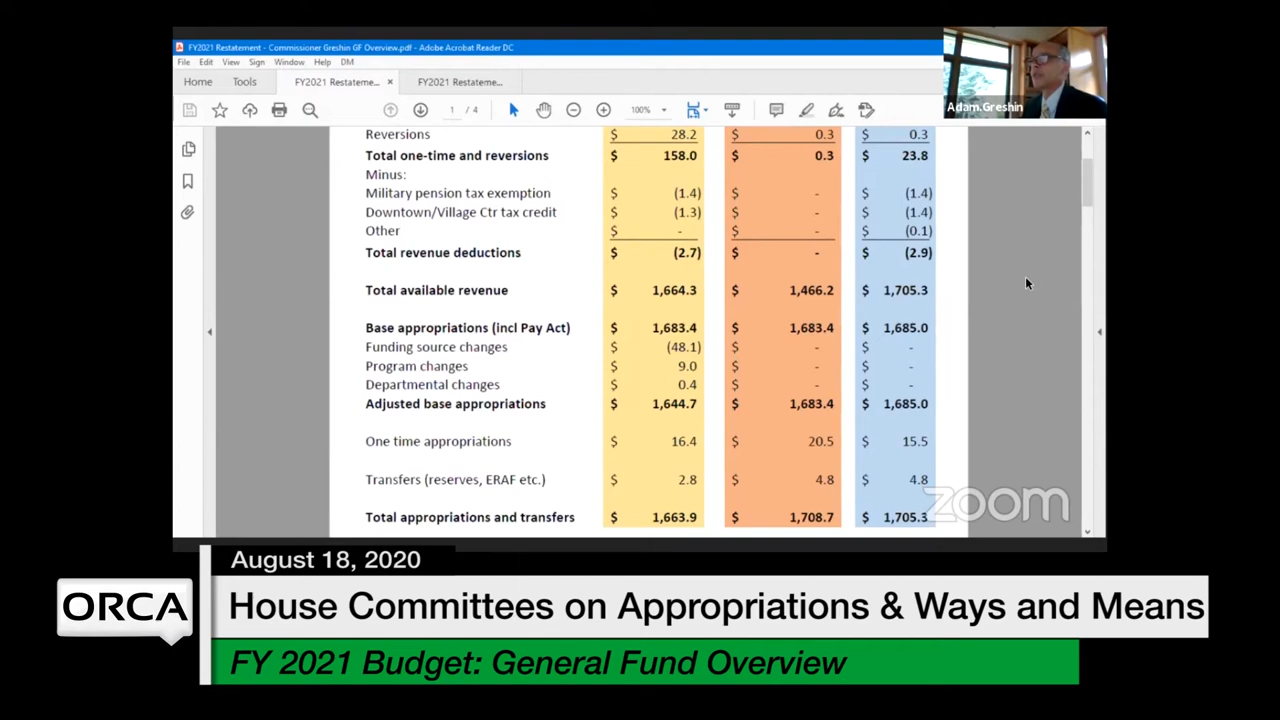 FY2021 Restatement - Commissioner Greshin GF Overview.pdf - Adobe Acrobat Reader DC
File Edit View Sign Window Help DM
Home Tools FY2021 Restateme... × FY2021 Restateme...
1 / 4 100%
Adam.Greshin
Reversions $ 28.2 $ 0.3 $ 0.3
Total one-time and reversions $ 158.0 $ 0.3 $ 23.8
Minus:
Military pension tax exemption $ (1.4) $ - $ (1.4)
Downtown/Village Ctr tax credit $ (1.3) $ - $ (1.4)
Other $ - $ - $ (0.1)
Total revenue deductions $ (2.7) $ - $ (2.9)
Total available revenue $ 1,664.3 $ 1,466.2 $ 1,705.3
Base appropriations (incl Pay Act) $ 1,683.4 $ 1,683.4 $ 1,685.0
Funding source changes $ (48.1) $ - $ -
Program changes $ 9.0 $ - $ -
Departmental changes $ 0.4 $ - $ -
Adjusted base appropriations $ 1,644.7 $ 1,683.4 $ 1,685.0
One time appropriations $ 16.4 $ 20.5 $ 15.5
Transfers (reserves, ERAF etc.) $ 2.8 $ 4.8 $ 4.8
zoom
Total appropriations and transfers $ 1,663.9 $ 1,708.7 $ 1,705.3
August 18, 2020
ORCA
House Committees on Appropriations & Ways and Means
FY 2021 Budget: General Fund Overview